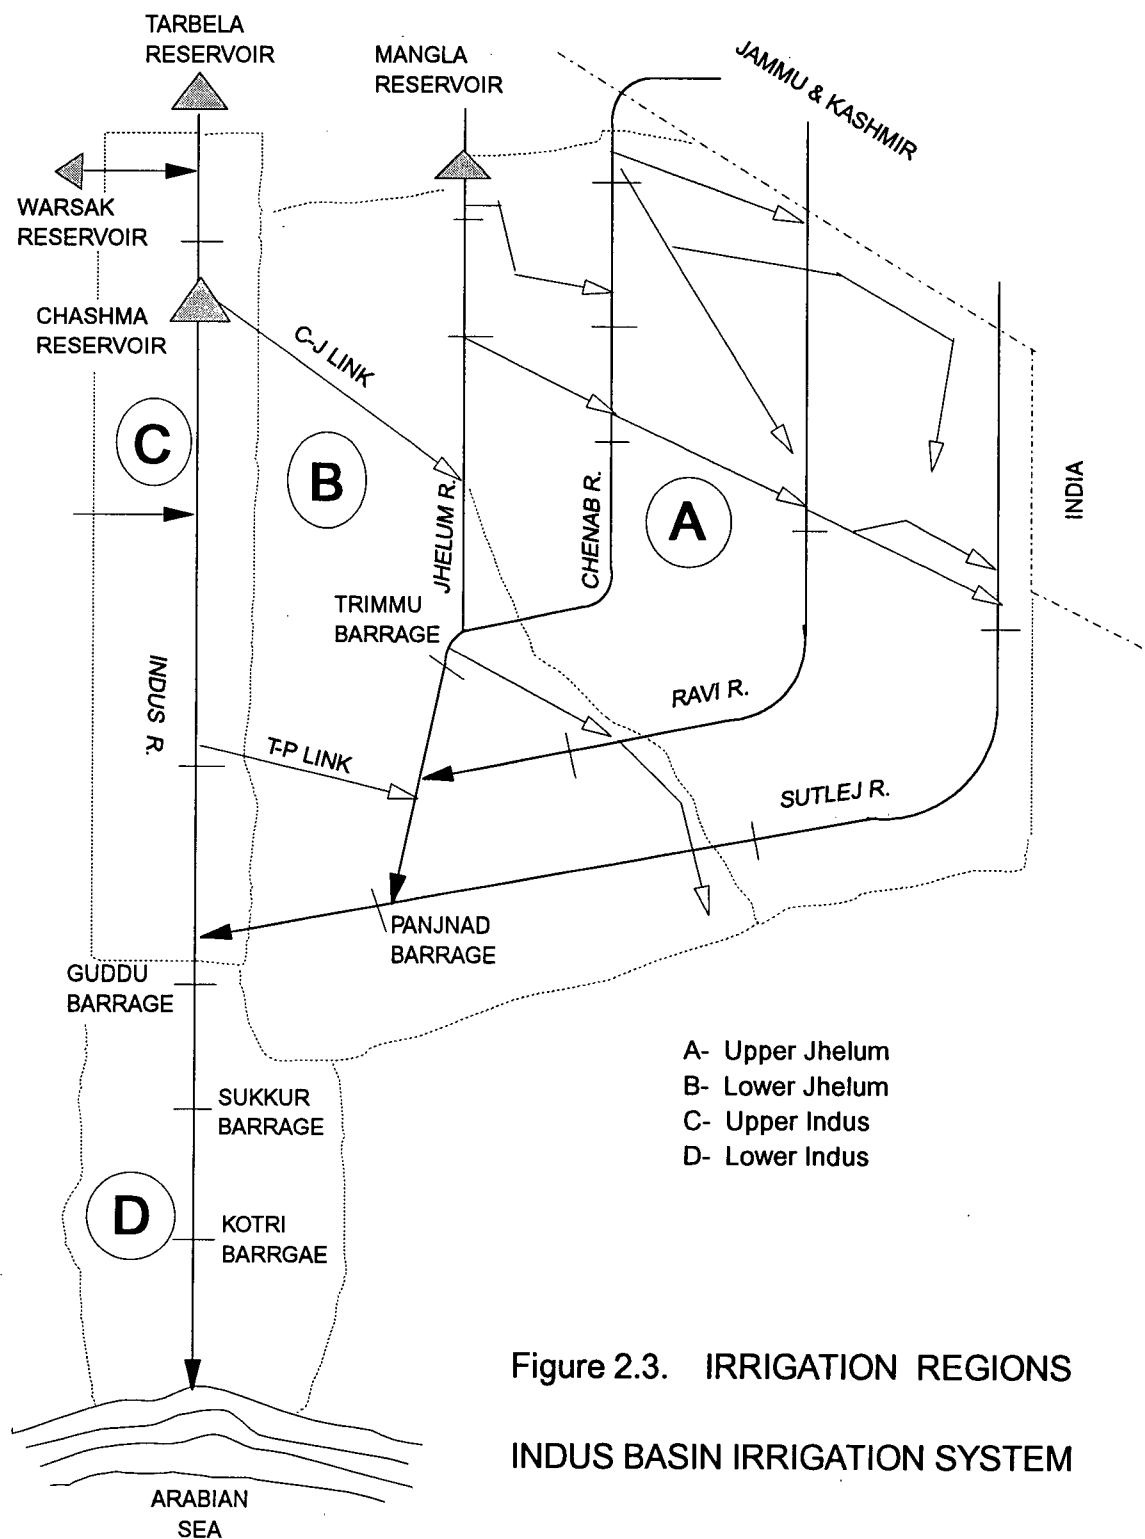 TARBELA
RESERVOIR
MANGLA
RESERVOIR
JAMMU & KASHMIR
WARSAK
RESERVOIR
CHASHMA
RESERVOIR
C-J LINK
C
B
A
INDIA
JHELUM R.
CHENAB R.
TRIMMU
BARRAGE
INDUS R.
RAVI R.
T-P LINK
SUTLEJ R.
PANJNAD
BARRAGE
GUDDU
BARRAGE
A- Upper Jhelum
B- Lower Jhelum
C- Upper Indus
D- Lower Indus
SUKKUR
BARRAGE
D
KOTRI
BARRGAE
Figure 2.3. IRRIGATION REGIONS
INDUS BASIN IRRIGATION SYSTEM
ARABIAN
SEA